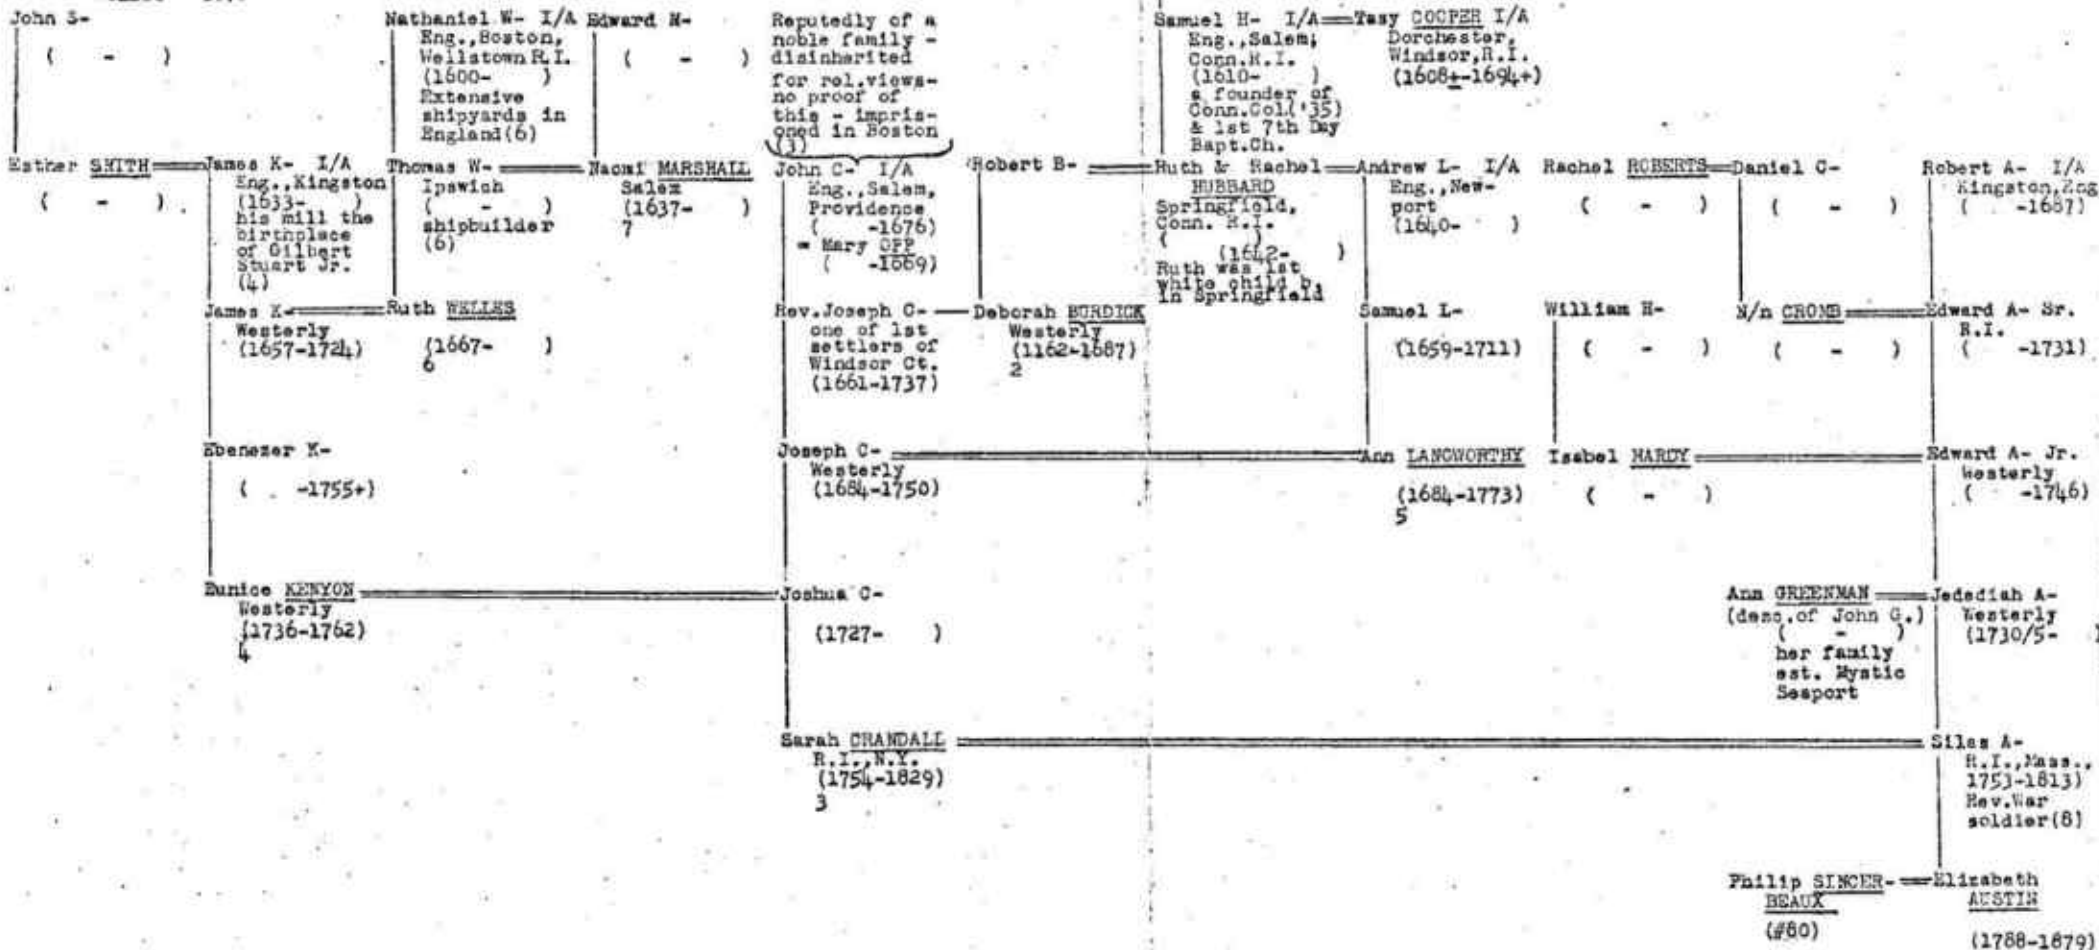 John S-
( - )
Nathaniel W- I/A
Eng.,Boston,
Wellstown R.I.
(1600- )
Extensive
shipyards in
England(6)
Edward M-
( - )
Reputedly of a
noble family -
disinherited
for rel.views-
no proof of
this - impris-
oned in Boston
(3)
Samuel H- I/A
Eng.,Salem,
Conn.R.I.
(1610- )
a founder of
Conn.Col('35)
& 1st 7th Day
Bapt.Ch.
Tasy COOPER I/A
Dorchester,
Windsor,R.I.
(1608±-1694+)
Esther SMITH
( - )
James K- I/A
Eng.,Kingston
(1633- )
his mill the
birthplace
of Gilbert
Stuart Jr.
(4)
Thomas W-
Ipswich
( - )
shipbuilder
(6)
Naomi MARSHALL
Salem
(1637- )
7
John C- I/A
Eng.,Salem,
Providence
( -1676)
= Mary OPP
( -1669)
Robert B-
Ruth & Rachel
HUBBARD
Springfield,
Conn. R.I.
( )
(1642- )
Ruth was 1st
white child b.
in Springfield
Andrew L- I/A
Eng.,New-
port
(1640- )
Rachel ROBERTS
( - )
Daniel C-
( - )
Robert A- I/A
Kingston,Eng
( -1687)
James K-
Westerly
(1657-1724)
Ruth WELLES
(1667- )
6
Rev.Joseph C-
one of 1st
settlers of
Windsor Ct.
(1661-1737)
Deborah BURDICK
Westerly
(1162-1687)
2
Samuel L-
(1659-1711)
William H-
( - )
N/n CROMB
( - )
Edward A- Sr.
R.I.
( -1731)
Ebenezer K-
( -1755+)
Joseph C-
Westerly
(1684-1750)
Ann LANGWORTHY
(1684-1773)
5
Isabel HARDY
( - )
Edward A- Jr.
Westerly
( -1746)
Eunice KENYON
Westerly
(1736-1762)
4
Joshua C-
(1727- )
Ann GREENMAN
(desc.of John G.)
( - )
her family
est. Mystic
Seaport
Jedediah A-
Westerly
(1730/5- )
Sarah CRANDALL
R.I.,N.Y.
(1754-1829)
3
Silas A-
R.I.,Mass.,
1753-1813)
Rev.War
soldier(8)
Philip SINCER-
BEAUX
(#80)
Elizabeth
AUSTIN
(1788-1879)